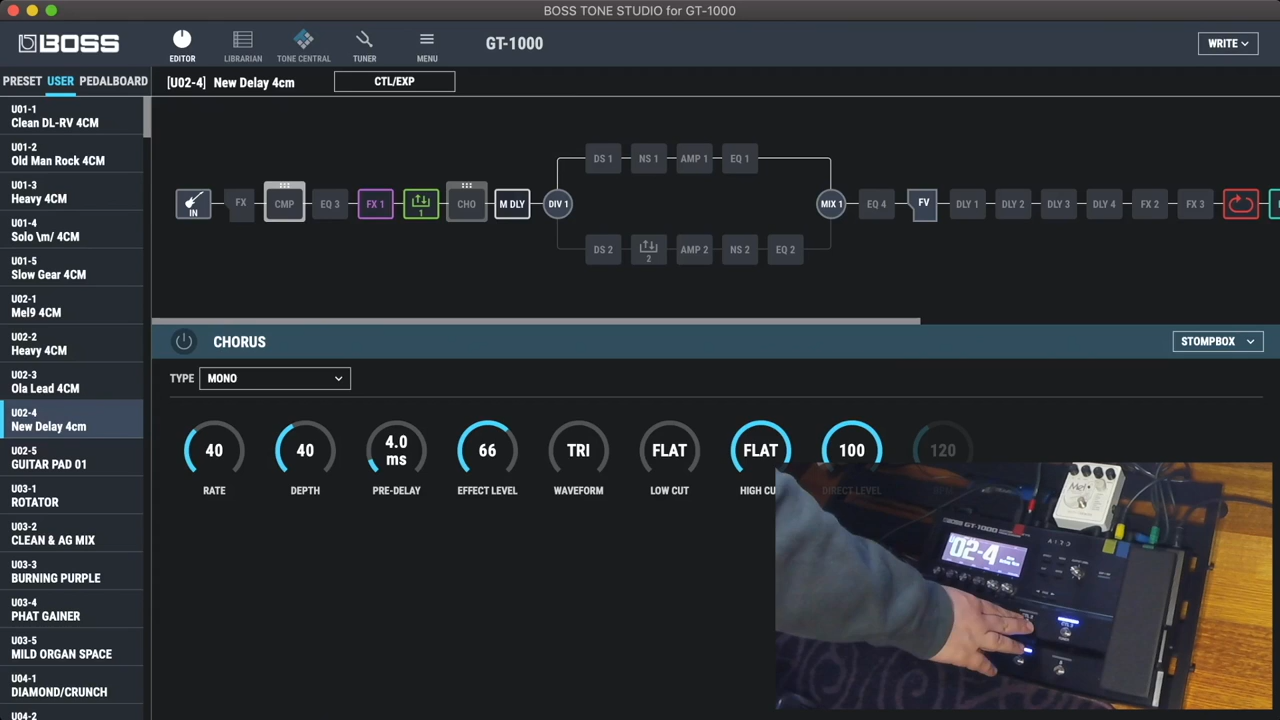 BOSS TONE STUDIO for GT-1000
BOSS
EDITOR
LIBRARIAN
TONE CENTRAL
TUNER
MENU
GT-1000
WRITE
PRESET USER PEDALBOARD
[U02-4] New Delay 4cm
CTL/EXP
U01-1
Clean DL-RV 4CM
U01-2
Old Man Rock 4CM
U01-3
Heavy 4CM
U01-4
Solo \m/ 4CM
U01-5
Slow Gear 4CM
U02-1
Mel9 4CM
U02-2
Heavy 4CM
U02-3
Ola Lead 4CM
U02-4
New Delay 4cm
U02-5
GUITAR PAD 01
U03-1
ROTATOR
U03-2
CLEAN & AG MIX
U03-3
BURNING PURPLE
U03-4
PHAT GAINER
U03-5
MILD ORGAN SPACE
U04-1
DIAMOND/CRUNCH
U04-2
DS 1 NS 1 AMP 1 EQ 1
IN FX CMP EQ 3 FX 1 1 CHO M DLY DIV 1 MIX 1 EQ 4 FV DLY 1 DLY 2 DLY 3 DLY 4 FX 2 FX 3
DS 2 2 AMP 2 NS 2 EQ 2
CHORUS
STOMPBOX
TYPE MONO
40 40 4.0 ms 66 TRI FLAT FLAT 100 120
RATE DEPTH PRE-DELAY EFFECT LEVEL WAVEFORM LOW CUT HIGH CU DIRECT LEVEL
BOSS GT-1000
02-4